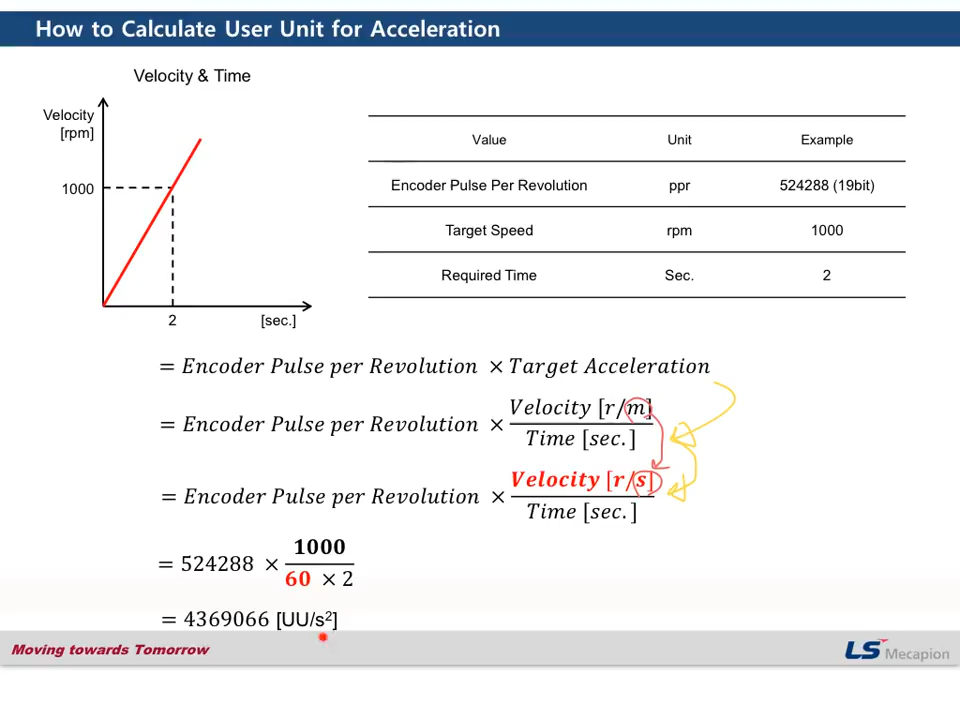 How to Calculate User Unit for Acceleration
Velocity & Time
Velocity
[rpm]
1000
2
[sec.]
Value Unit Example
Encoder Pulse Per Revolution ppr 524288 (19bit)
Target Speed rpm 1000
Required Time Sec. 2
= Encoder Pulse per Revolution × Target Acceleration
= Encoder Pulse per Revolution × Velocity [r/m]
Time [sec.]
= Encoder Pulse per Revolution × Velocity [r/s]
Time [sec.]
= 524288 × 1000
60 × 2
= 4369066 [UU/s²]
Moving towards Tomorrow
LS Mecapion